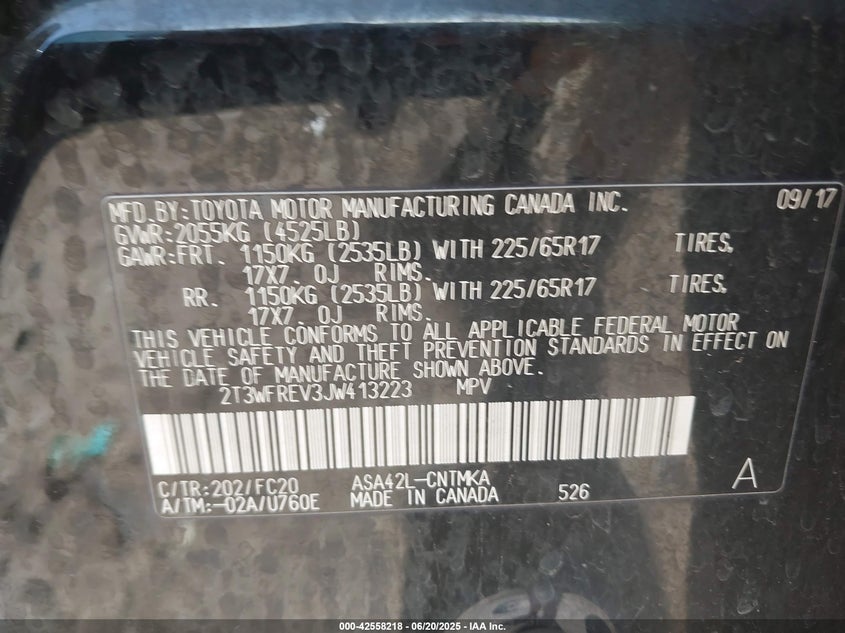 MFD.BY:TOYOTA MOTOR MANUFACTURING CANADA INC. 09/17
GVWR:2055KG (4525LB)
GAWR:FRT. 1150KG (2535LB) WITH 225/65R17 TIRES,
17X7.0J RIMS.
RR. 1150KG (2535LB) WITH 225/65R17 TIRES,
17X7.0J RIMS.
THIS VEHICLE CONFORMS TO ALL APPLICABLE FEDERAL MOTOR
VEHICLE SAFETY AND THEFT PREVENTION STANDARDS IN EFFECT ON
THE DATE OF MANUFACTURE SHOWN ABOVE.
2T3WFREV3JW413223 MPV
C/TR:202/FC20 ASA42L-CNTMKA
A/TM:-02A/U760E MADE IN CANADA 526 A
000-42558218 - 06/20/2025 - IAA Inc.